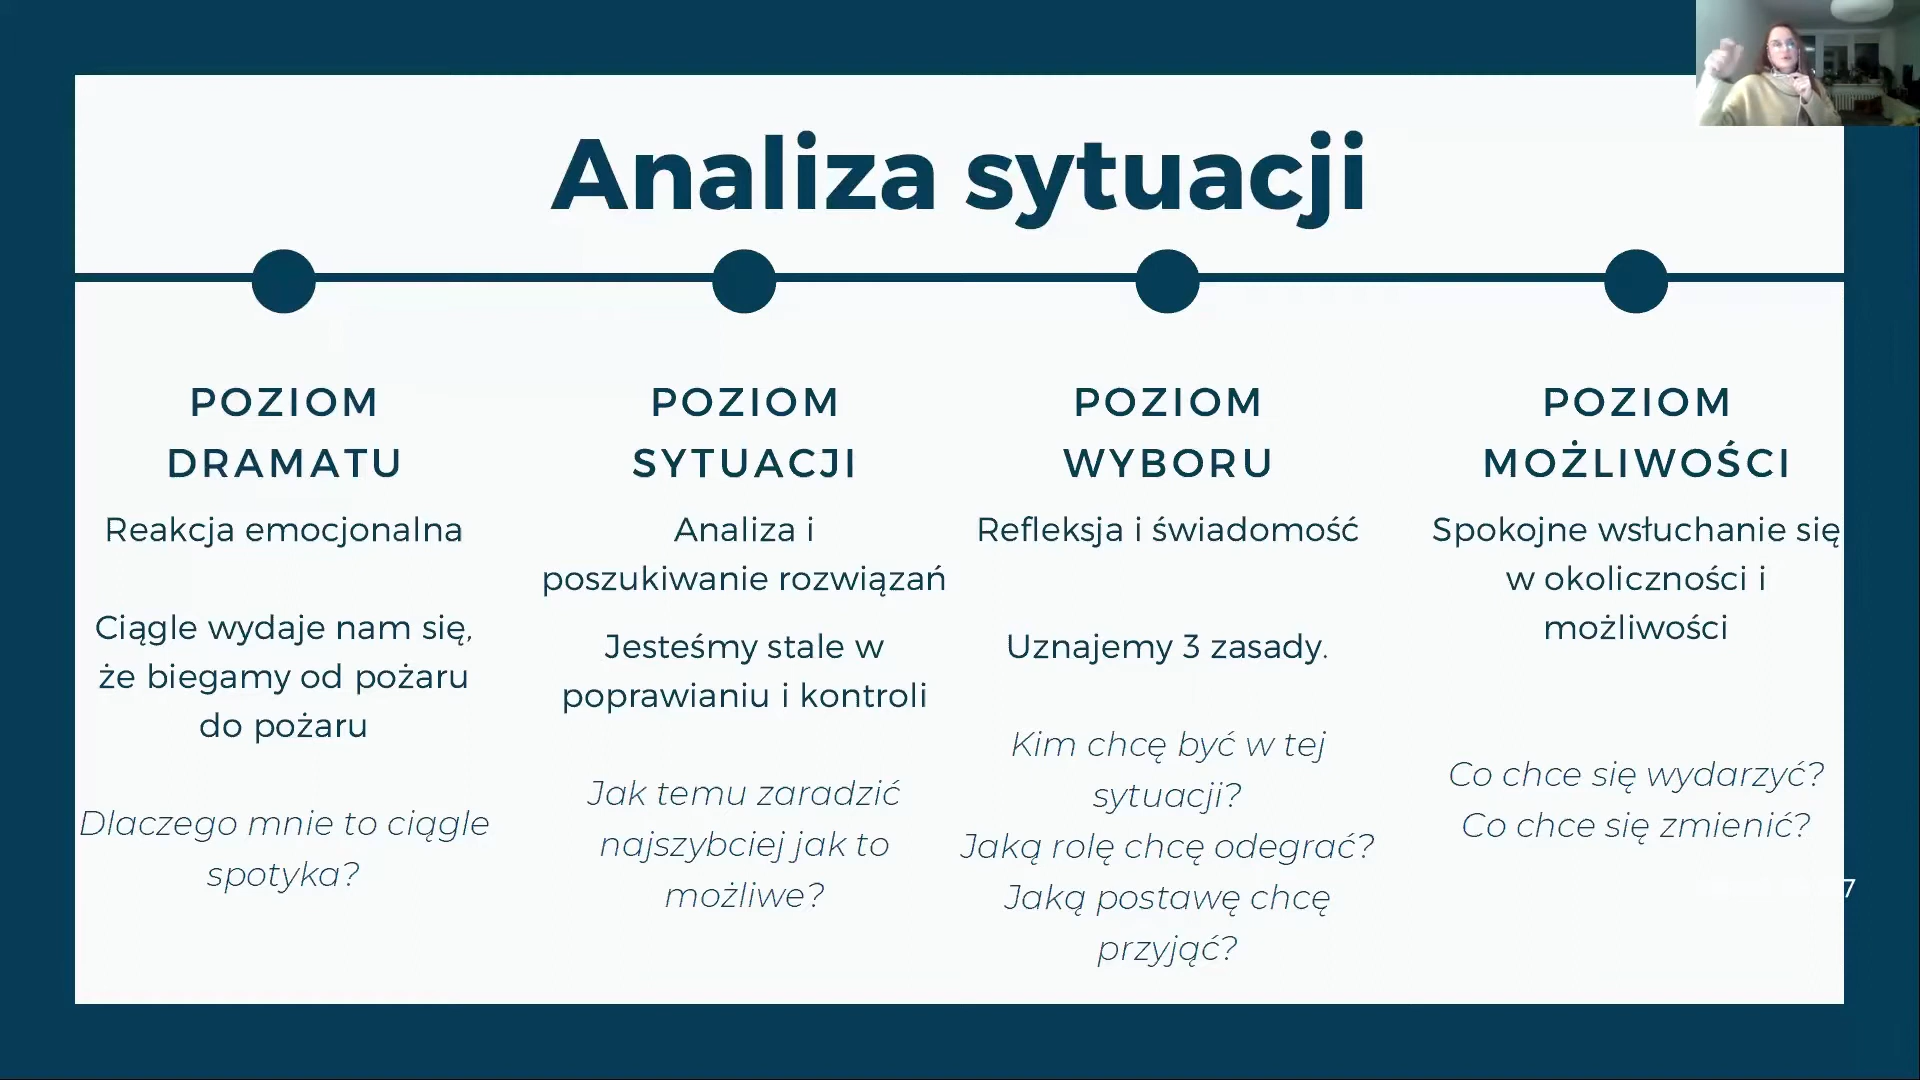 Analiza sytuacji
POZIOM
DRAMATU
Reakcja emocjonalna
Ciągle wydaje nam się,
że biegamy od pożaru
do pożaru
Dlaczego mnie to ciągle
spotyka?
POZIOM
SYTUACJI
Analiza i
poszukiwanie rozwiązań
Jesteśmy stale w
poprawianiu i kontroli
Jak temu zaradzić
najszybciej jak to
możliwe?
POZIOM
WYBORU
Refleksja i świadomość
Uznajemy 3 zasady.
Kim chcę być w tej
sytuacji?
Jaką rolę chcę odegrać?
Jaką postawę chcę
przyjąć?
POZIOM
MOŻLIWOŚCI
Spokojne wsłuchanie się
w okoliczności i
możliwości
Co chce się wydarzyć?
Co chce się zmienić?
7